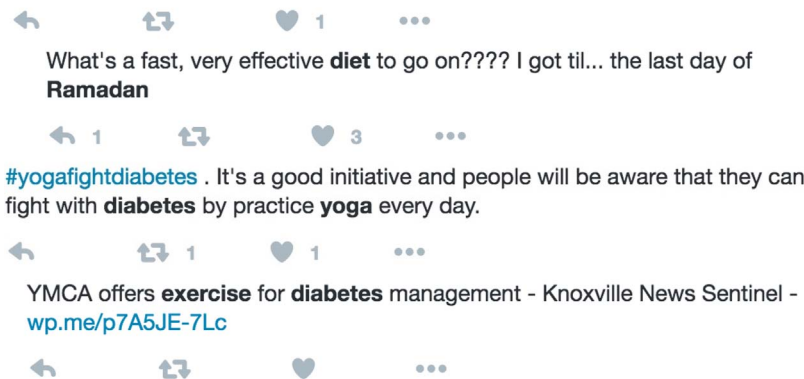 1
What's a fast, very effective diet to go on???? I got til... the last day of
Ramadan
1 3
#yogafightdiabetes . It's a good initiative and people will be aware that they can
fight with diabetes by practice yoga every day.
1 1
YMCA offers exercise for diabetes management - Knoxville News Sentinel -
wp.me/p7A5JE-7Lc